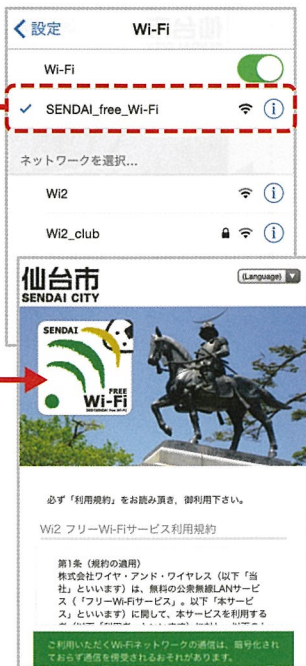 設定 Wi-Fi
Wi-Fi
SENDAI_free_Wi-Fi
ネットワークを選択...
Wi2
Wi2_club
仙台市
SENDAI CITY
(Language)
SENDAI
FREE
Wi-Fi
必ず「利用規約」をお読み頂き、御利用下さい。
Wi2 フリーWi-Fiサービス利用規約
第1条（規約の適用）
株式会社ワイヤ・アンド・ワイヤレス（以下「当
社」といいます）は、無料の公衆無線LANサービ
ス（「フリーWi-Fiサービス」。以下「本サービ
ス」といいます）に関して、本サービスを利用する
ご利用いただくWi-Fiネットワークの通信は、暗号化され
ておらず通信を傍受されるおそれがあります。